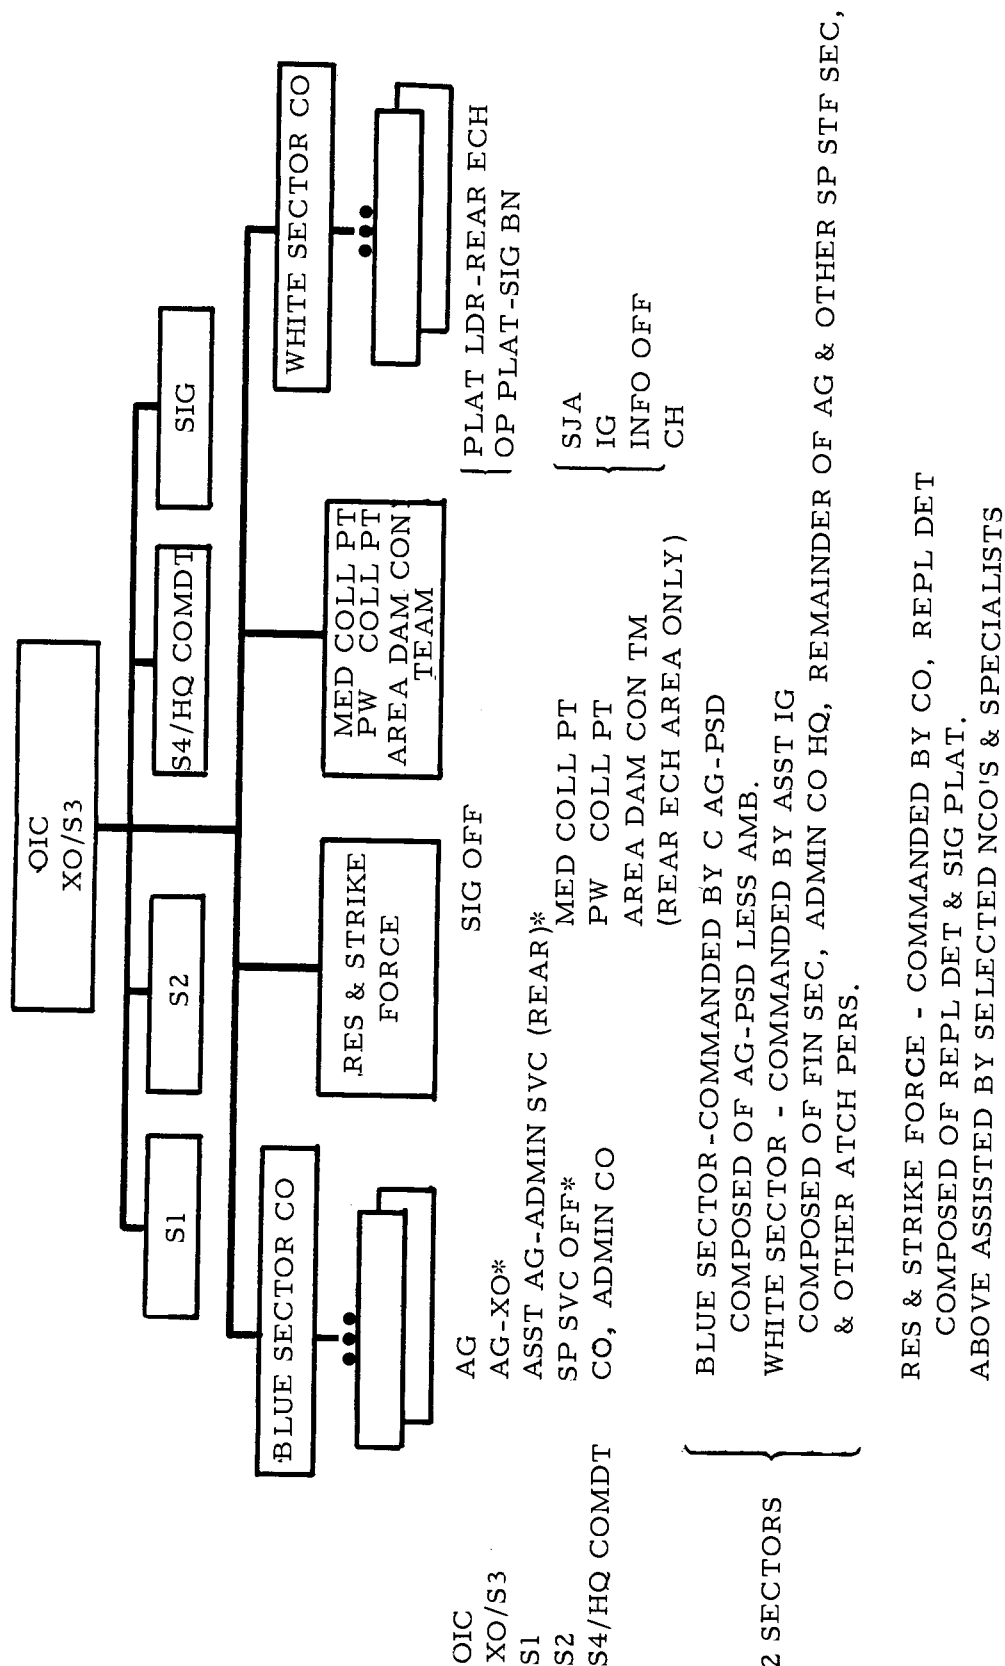 OIC
XO/S3
S1
S2
S4/HQ COMDT
SIG
BLUE SECTOR CO
RES & STRIKE
FORCE
MED COLL PT
PW COLL PT
AREA DAM CON
TEAM
WHITE SECTOR CO
OIC
AG
XO/S3
AG-XO*
S1
ASST AG-ADMIN SVC (REAR)*
S2
SP SVC OFF*
S4/HQ COMDT
CO, ADMIN CO
SIG OFF
PLAT LDR-REAR ECH
OP PLAT-SIG BN
MED COLL PT
PW COLL PT
AREA DAM CON TM
(REAR ECH AREA ONLY)
SJA
IG
INFO OFF
CH
2 SECTORS
BLUE SECTOR-COMMANDED BY C AG-PSD
COMPOSED OF AG-PSD LESS AMB.
WHITE SECTOR - COMMANDED BY ASST IG
COMPOSED OF FIN SEC, ADMIN CO HQ, REMAINDER OF AG & OTHER SP STF SEC,
& OTHER ATCH PERS.
RES & STRIKE FORCE - COMMANDED BY CO, REPL DET
COMPOSED OF REPL DET & SIG PLAT.
ABOVE ASSISTED BY SELECTED NCO'S & SPECIALISTS